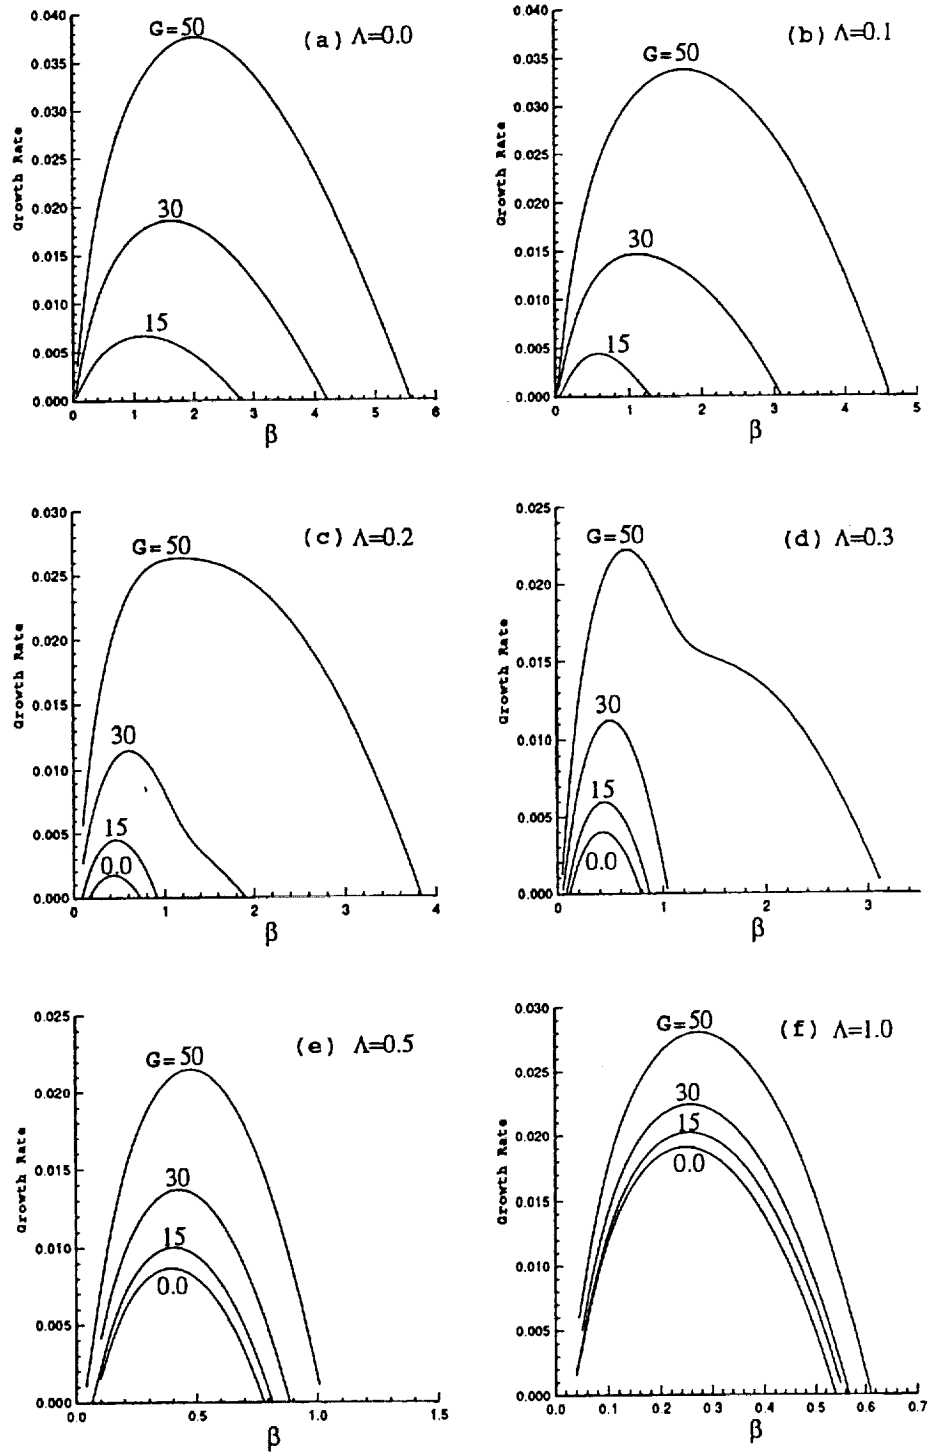 (a) Λ=0.0
G=50
30
15
0.040
0.035
0.030
0.025
0.020
0.015
0.010
0.005
0.000
Growth Rate
0 1 2 3 4 5 6
β
(b) Λ=0.1
G=50
30
15
0.040
0.035
0.030
0.025
0.020
0.015
0.010
0.005
0.000
Growth Rate
0 1 2 3 4 5
β
(c) Λ=0.2
G=50
30
15
0.0
0.030
0.025
0.020
0.015
0.010
0.005
0.000
Growth Rate
0 1 2 3 4
β
(d) Λ=0.3
G=50
30
15
0.0
0.025
0.020
0.015
0.010
0.005
0.000
Growth Rate
0 1 2 3
β
(e) Λ=0.5
G=50
30
15
0.0
0.025
0.020
0.015
0.010
0.005
0.000
Growth Rate
0.0 0.5 1.0 1.5
β
(f) Λ=1.0
G=50
30
15
0.0
0.030
0.025
0.020
0.015
0.010
0.005
0.000
Growth Rate
0.0 0.1 0.2 0.3 0.4 0.5 0.6 0.7
β